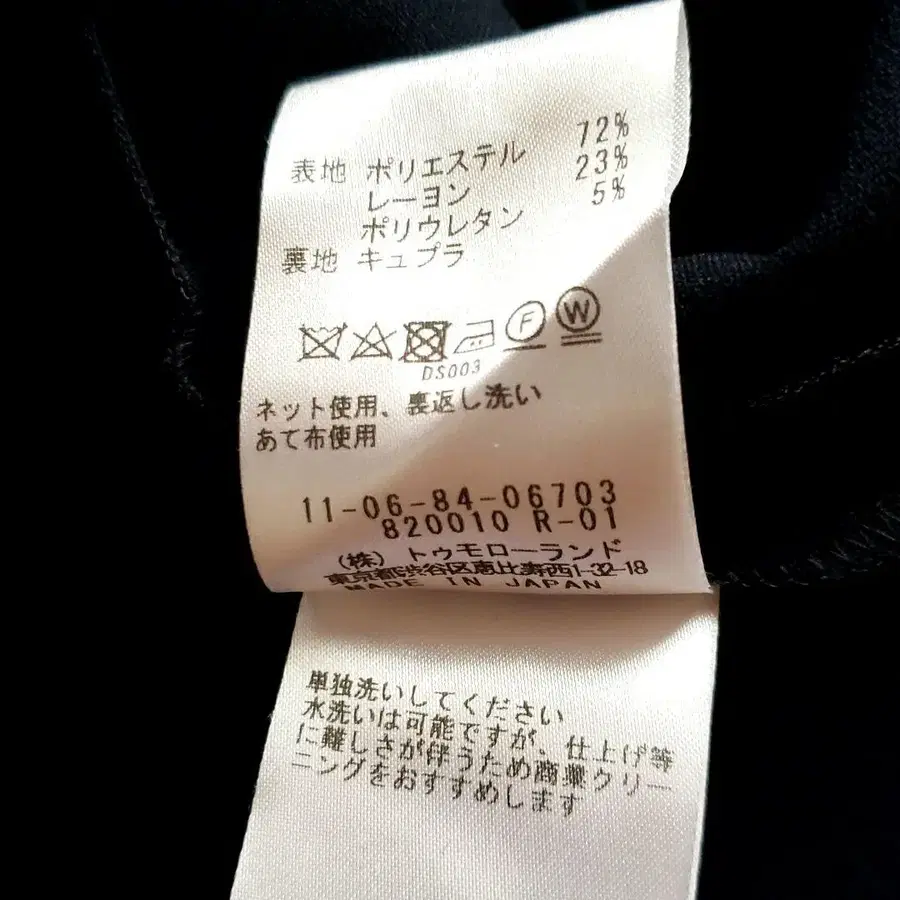 表地 ポリエステル 72%
レーヨン 23%
ポリウレタン 5%
裏地 キュプラ
F W
DS003
ネット使用、裏返し洗い
あて布使用
11-06-84-06703
820010 R-01
(株) トゥモローランド
東京都渋谷区恵比寿西1-32-18
MADE IN JAPAN
単独洗いしてください
水洗いは可能ですが、仕上げ等
に難しさが伴うため商業クリー
ニングをおすすめします